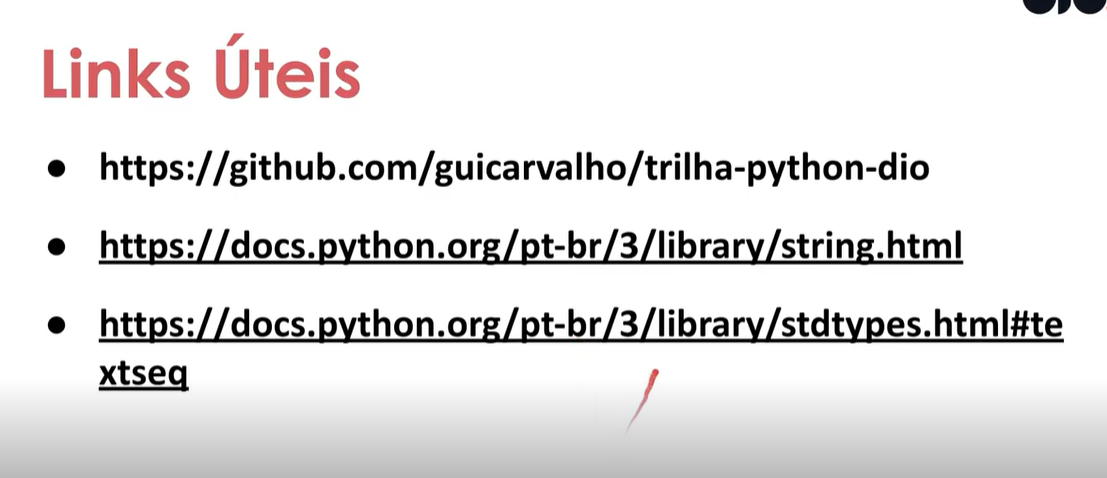 Links Úteis
● https://github.com/guicarvalho/trilha-python-dio
● https://docs.python.org/pt-br/3/library/string.html
● https://docs.python.org/pt-br/3/library/stdtypes.html#te
xtseq